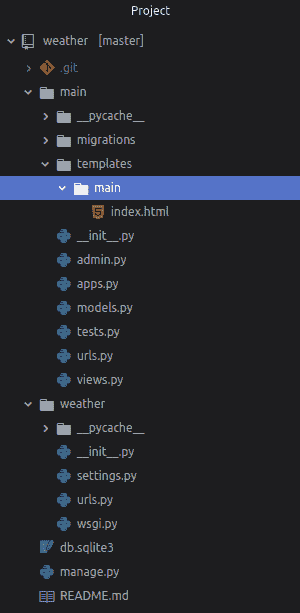 Project
weather [master]
.git
main
__pycache__
migrations
templates
main
index.html
__init__.py
admin.py
apps.py
models.py
tests.py
urls.py
views.py
weather
__pycache__
__init__.py
settings.py
urls.py
wsgi.py
db.sqlite3
manage.py
README.md